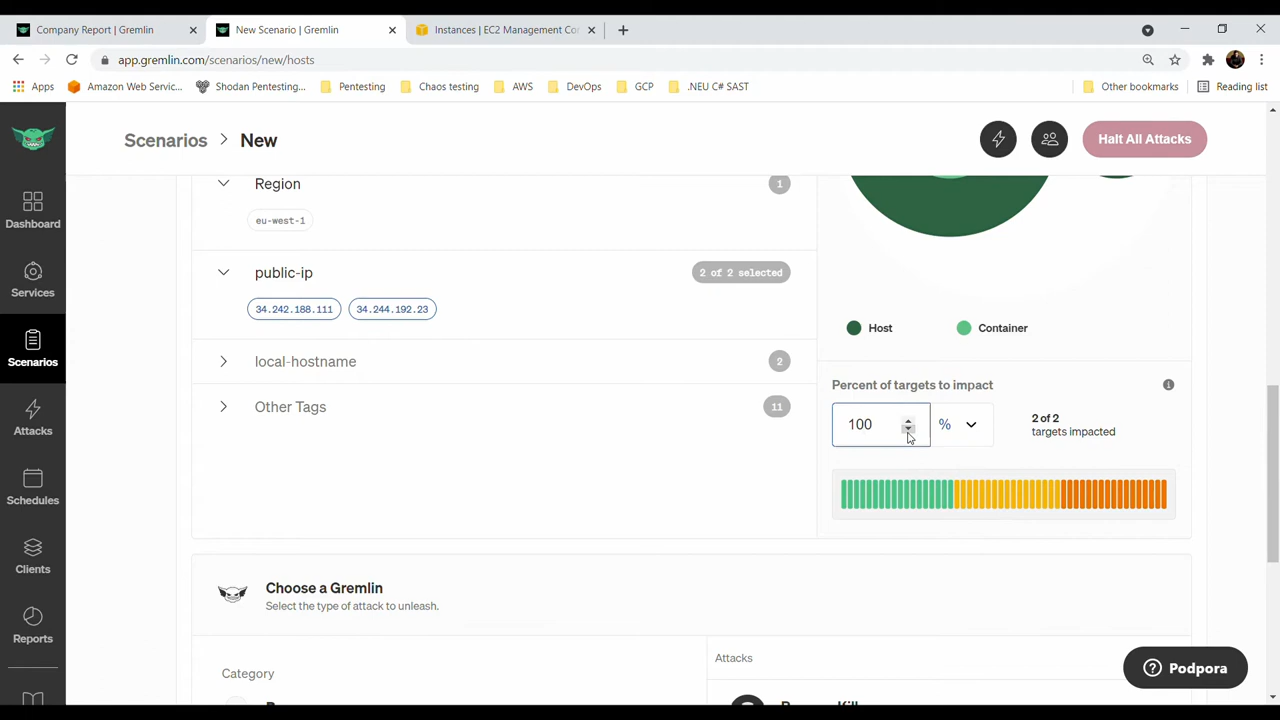 Company Report | Gremlin
New Scenario | Gremlin
Instances | EC2 Management Cor
app.gremlin.com/scenarios/new/hosts
Apps
Amazon Web Servic...
Shodan Pentesting...
Pentesting
Chaos testing
AWS
DevOps
GCP
.NEU C# SAST
Other bookmarks
Reading list
Scenarios > New
Halt All Attacks
Dashboard
Services
Scenarios
Attacks
Schedules
Clients
Reports
Region
1
eu-west-1
public-ip
2 of 2 selected
34.242.188.111
34.244.192.23
local-hostname
2
Other Tags
11
Host
Container
Percent of targets to impact
100
%
2 of 2
targets impacted
Choose a Gremlin
Select the type of attack to unleash.
Category
Attacks
Podpora